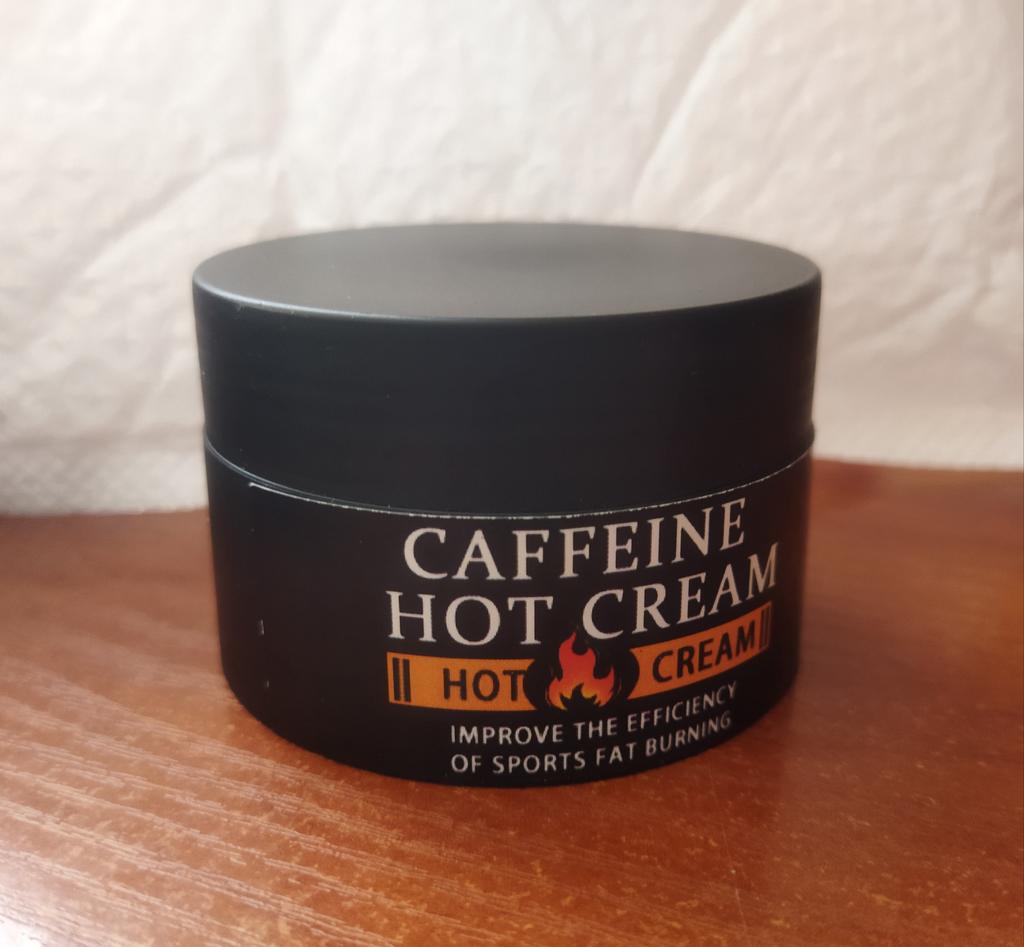 CAFFEINE
HOT CREAM
HOT CREAM
IMPROVE THE EFFICIENCY
OF SPORTS FAT BURNING